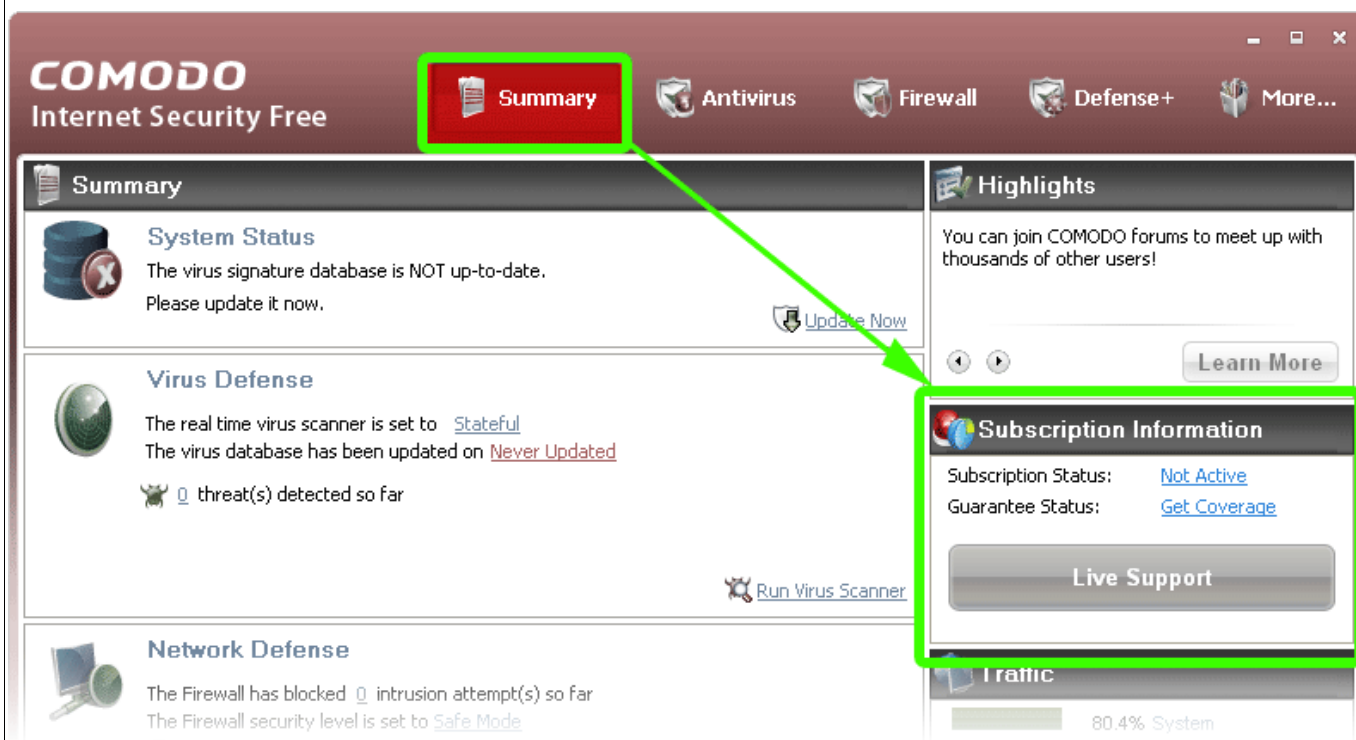 COMODO
Internet Security Free
Summary
Antivirus
Firewall
Defense+
More...
Summary
System Status
The virus signature database is NOT up-to-date.
Please update it now.
Update Now
Virus Defense
The real time virus scanner is set to Stateful
The virus database has been updated on Never Updated
0 threat(s) detected so far
Run Virus Scanner
Network Defense
The Firewall has blocked 0 intrusion attempt(s) so far
The Firewall security level is set to Safe Mode
Highlights
You can join COMODO forums to meet up with
thousands of other users!
Learn More
Subscription Information
Subscription Status: Not Active
Guarantee Status: Get Coverage
Live Support
Traffic
80.4% System